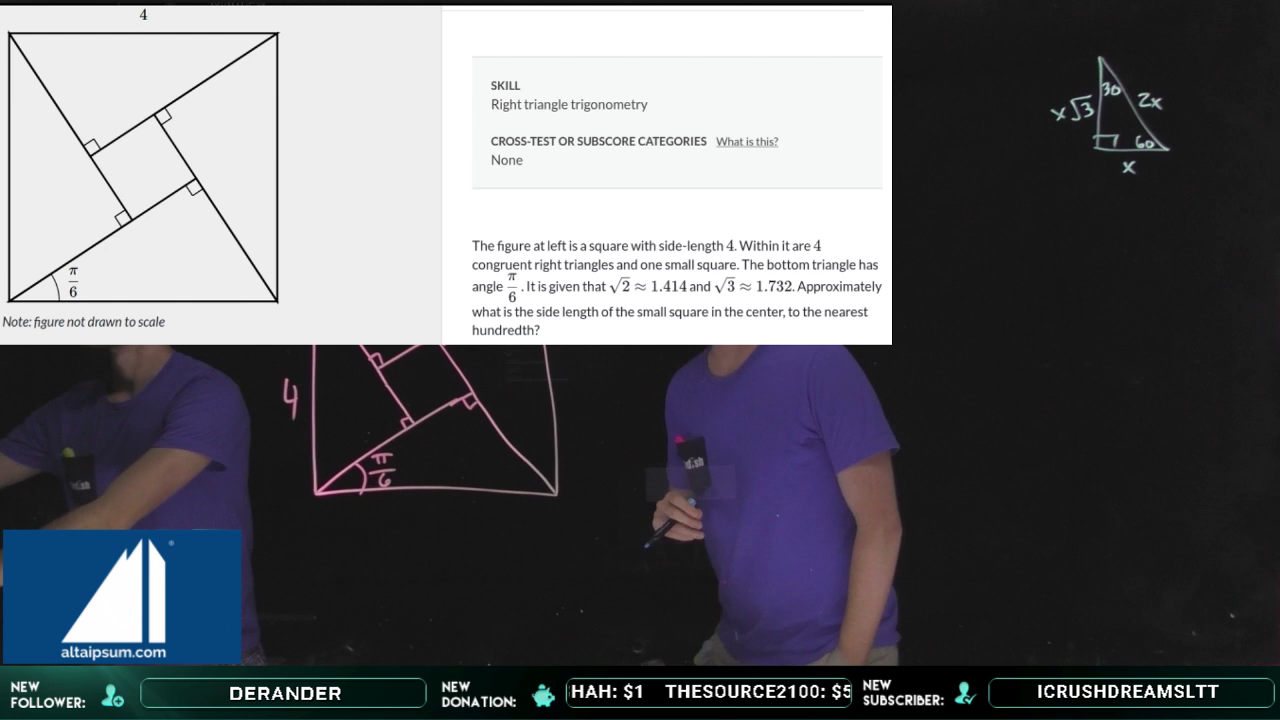 4
π/6
Note: figure not drawn to scale
SKILL
Right triangle trigonometry
CROSS-TEST OR SUBSCORE CATEGORIES What is this?
None
The figure at left is a square with side-length 4. Within it are 4
congruent right triangles and one small square. The bottom triangle has
angle π/6. It is given that √2 ≈ 1.414 and √3 ≈ 1.732. Approximately
what is the side length of the small square in the center, to the nearest
hundredth?
30
x√3
2x
60
x
4
π/6
altaipsum.com
NEW FOLLOWER:
DERANDER
NEW DONATION:
HAH: $1 THESOURCE2100: $5
NEW SUBSCRIBER:
ICRUSHDREAMSLTT